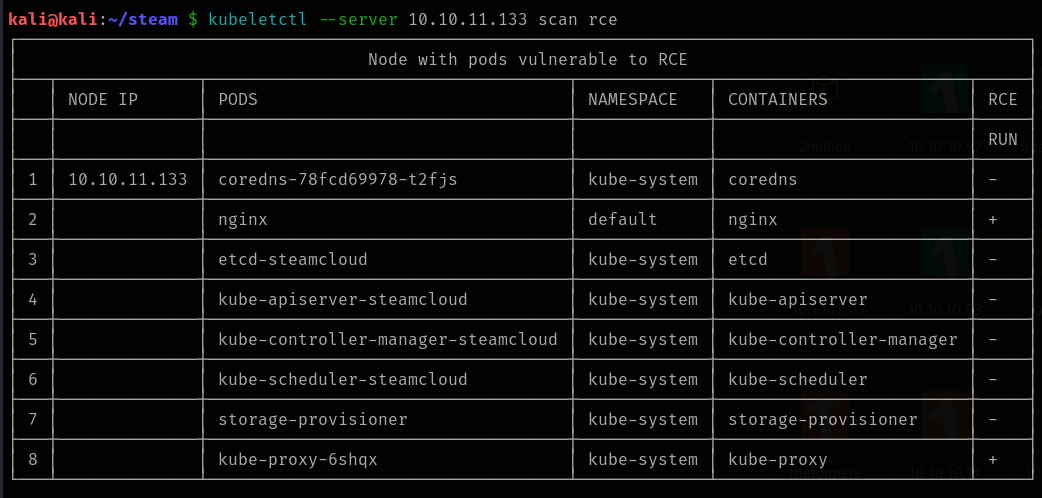 kali@kali:~/steam $ kubeletctl --server 10.10.11.133 scan rce
Node with pods vulnerable to RCE
NODE IP PODS NAMESPACE CONTAINERS RCE
RUN
1 10.10.11.133 coredns-78fcd69978-t2fjs kube-system coredns -
2 nginx default nginx +
3 etcd-steamcloud kube-system etcd -
4 kube-apiserver-steamcloud kube-system kube-apiserver -
5 kube-controller-manager-steamcloud kube-system kube-controller-manager -
6 kube-scheduler-steamcloud kube-system kube-scheduler -
7 storage-provisioner kube-system storage-provisioner -
8 kube-proxy-6shqx kube-system kube-proxy +
2million